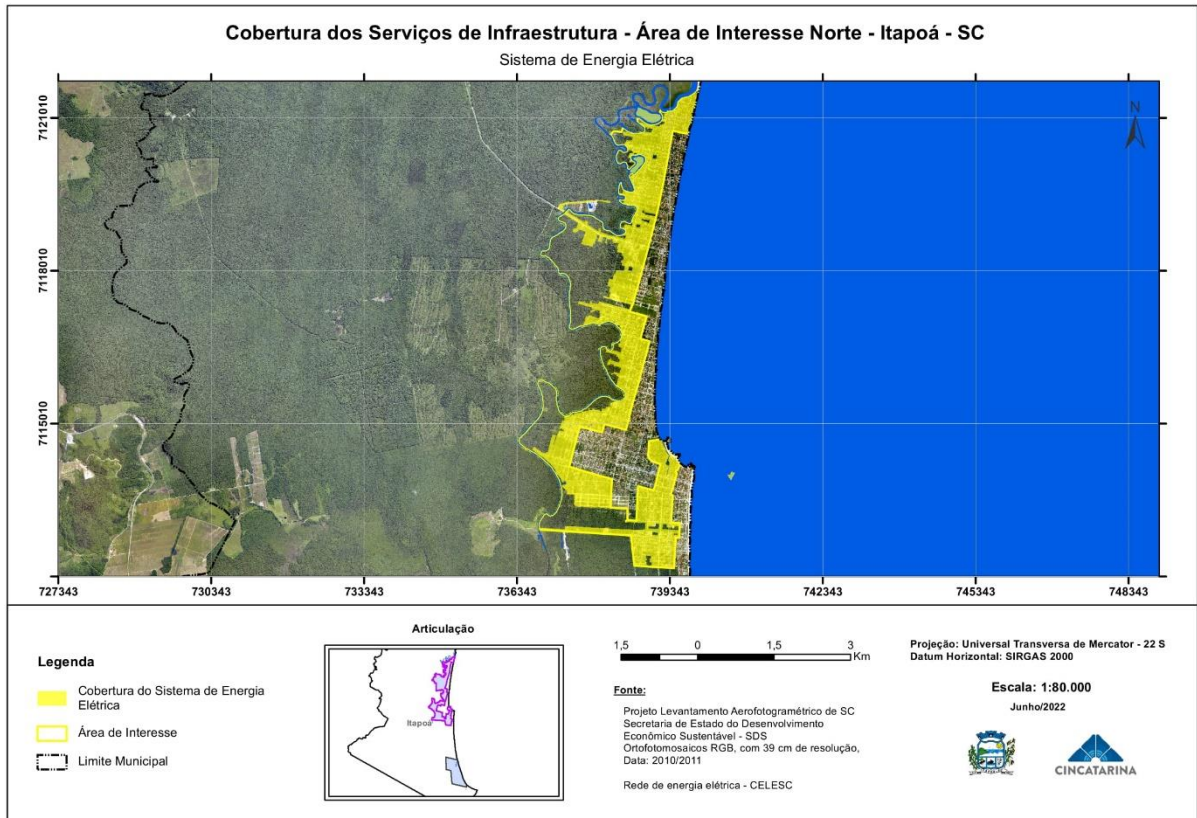 Cobertura dos Serviços de Infraestrutura - Área de Interesse Norte - Itapoá - SC
Sistema de Energia Elétrica
N
7121010
7118010
7115010
727343
730343
733343
736343
739343
742343
745343
748343
Legenda
Cobertura do Sistema de Energia
Elétrica
Área de Interesse
Limite Municipal
Articulação
Itapoá
1,5 0 1,5 3
Km
Fonte:
Projeto Levantamento Aerofotogramétrico de SC
Secretaria de Estado do Desenvolvimento
Econômico Sustentável - SDS
Ortofotomosaicos RGB, com 39 cm de resolução,
Data: 2010/2011
Rede de energia elétrica - CELESC
Projeção: Universal Transversa de Mercator - 22 S
Datum Horizontal: SIRGAS 2000
Escala: 1:80.000
Junho/2022
CINCATARINA